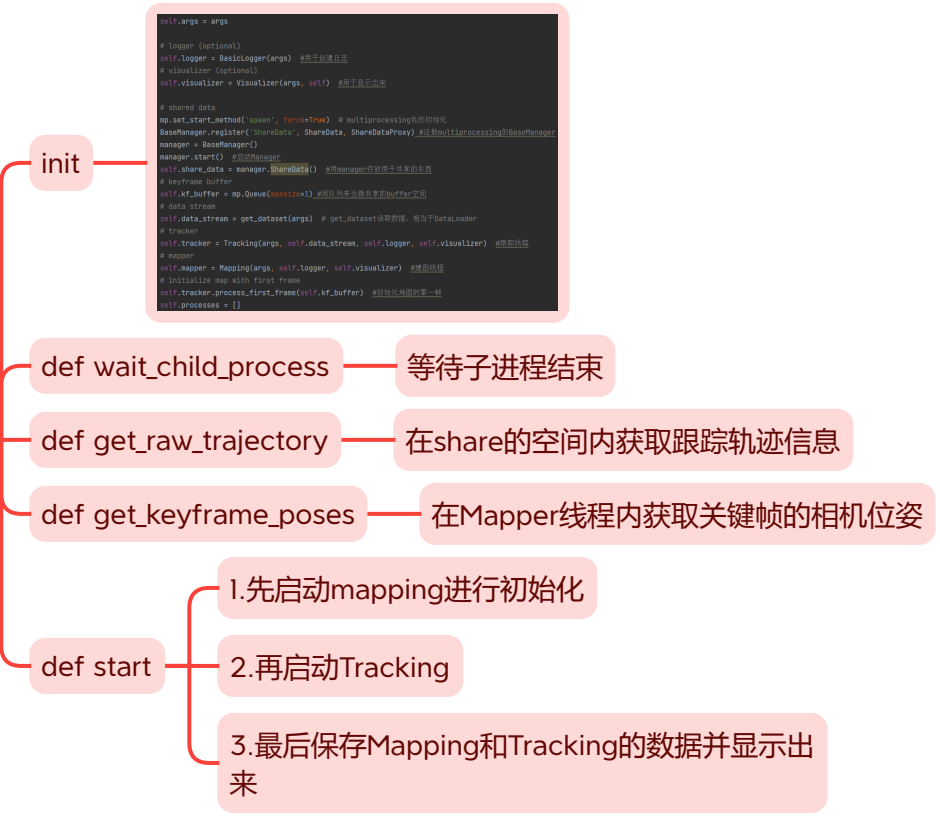 self.args = args
# logger (optional)
self.logger = BasicLogger(args) #用于创建日志
# visualizer (optional)
self.visualizer = Visualizer(args, self) #用于显示出来
# shared data
mp.set_start_method('spawn', force=True) # multiprocessing包的初始化
BaseManager.register('ShareData', ShareData, ShareDataProxy) #注册multiprocessing的BaseManager
manager = BaseManager()
manager.start() #启动Manager
self.share_data = manager.ShareData() #用manager存放用于共享的东西
# keyframe buffer
self.kf_buffer = mp.Queue(maxsize=1) #用队列来当做共享的buffer空间
# data stream
self.data_stream = get_dataset(args) # get_dataset读取数据，相当于DataLoader
# tracker
self.tracker = Tracking(args, self.data_stream, self.logger, self.visualizer) #跟踪线程
# mapper
self.mapper = Mapping(args, self.logger, self.visualizer) #建图线程
# initialize map with first frame
self.tracker.process_first_frame(self.kf_buffer) #初始化地图的第一帧
self.processes = []
init
def wait_child_process
等待子进程结束
def get_raw_trajectory
在share的空间内获取跟踪轨迹信息
def get_keyframe_poses
在Mapper线程内获取关键帧的相机位姿
def start
1.先启动mapping进行初始化
2.再启动Tracking
3.最后保存Mapping和Tracking的数据并显示出
来